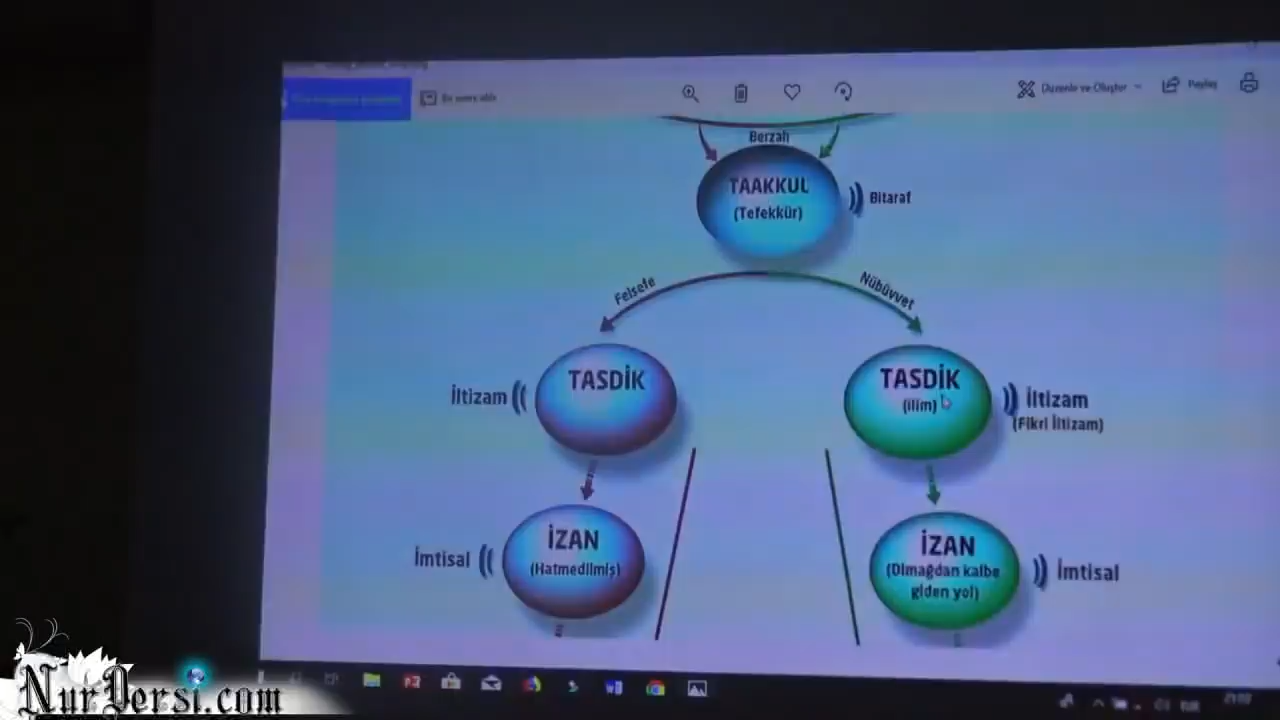 Düzenle ve Oluştur
Paylaş
Berzah
TAAKKUL
(Tefekkür)
Bitaraf
Felsefe
Nübüvvet
TASDİK
İltizam
TASDİK
(ilim)
İltizam
(Fikri İltizam)
İZAN
(Hatmedilmiş)
İmtisal
İZAN
(Dimağdan kalbe
giden yol)
İmtisal
NurDersi.com